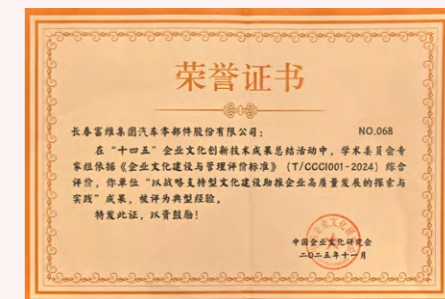 荣誉证书
长春富维集团汽车零部件股份有限公司： NO.068
在“十四五”企业文化创新技术成果总结活动中，学术委员会专
家组依据《企业文化建设与管理评价标准》（T/CCCI001-2024）综合
评价，你单位“以战略支持型文化建设助推企业高质量发展的探索与
实践”成果，被评为典型经验。
特发此证，以资鼓励！
中国企业文化研究会
二〇二五年十一月